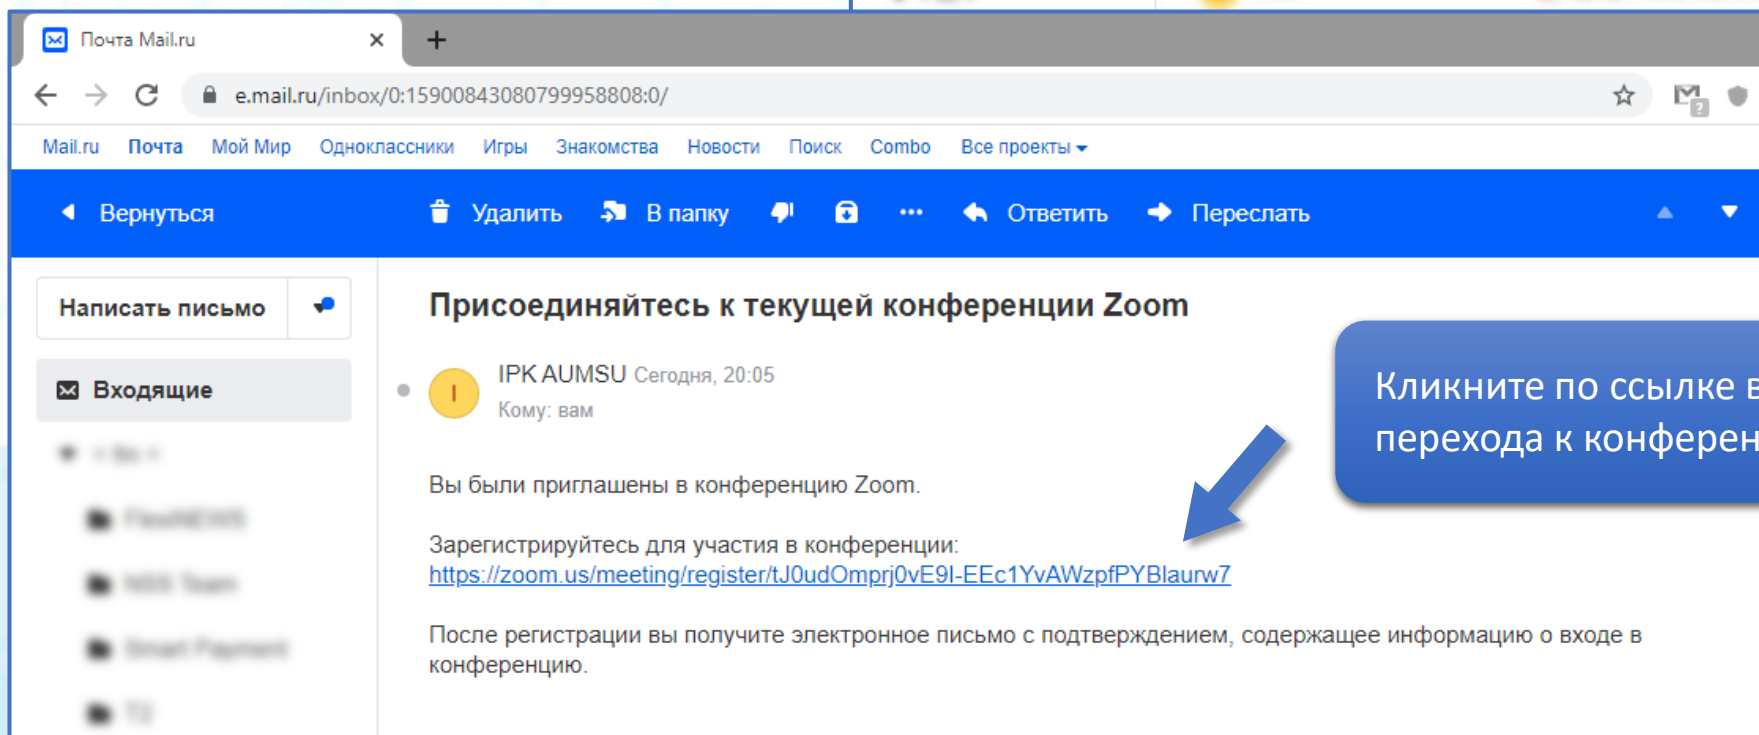 Почта Mail.ru
e.mail.ru/inbox/0:15900843080799958808:0/
Mail.ru Почта Мой Мир Одноклассники Игры Знакомства Новости Поиск Combo Все проекты
Вернуться Удалить В папку Ответить Переслать
Написать письмо
Присоединяйтесь к текущей конференции Zoom
Входящие
I
IPK AUMSU Сегодня, 20:05
Кому: вам
Кликните по ссылке в
перехода к конферен
Вы были приглашены в конференцию Zoom.
Зарегистрируйтесь для участия в конференции:
https://zoom.us/meeting/register/tJ0udOmprj0vE9I-EEc1YvAWzpfPYBlaurw7
После регистрации вы получите электронное письмо с подтверждением, содержащее информацию о входе в
конференцию.